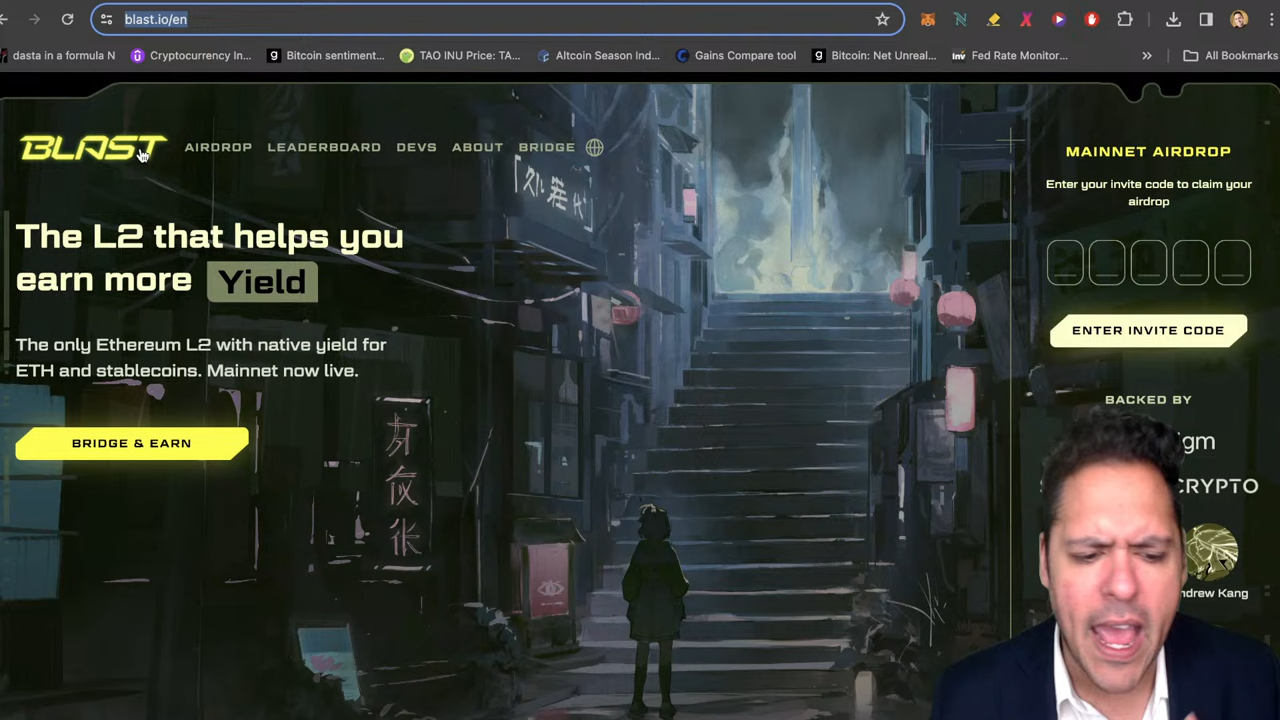 blast.io/en
dasta in a formula N
Cryptocurrency In...
Bitcoin sentiment...
TAO INU Price: TA...
Altcoin Season Ind...
Gains Compare tool
Bitcoin: Net Unreal...
Inv
Fed Rate Monitor...
»
All Bookmarks
BLAST
AIRDROP
LEADERBOARD
DEVS
ABOUT
BRIDGE
The L2 that helps you
earn more Yield
The only Ethereum L2 with native yield for
ETH and stablecoins. Mainnet now live.
BRIDGE & EARN
MAINNET AIRDROP
Enter your invite code to claim your
airdrop
ENTER INVITE CODE
BACKED BY
igm
CRYPTO
ndrew Kang